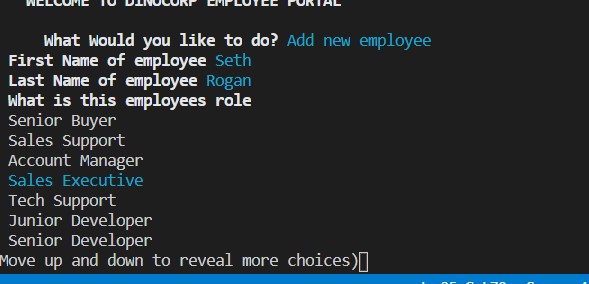 WELCOME TO DINOCORP EMPLOYEE PORTAL
What Would you like to do? Add new employee
First Name of employee Seth
Last Name of employee Rogan
What is this employees role
Senior Buyer
Sales Support
Account Manager
Sales Executive
Tech Support
Junior Developer
Senior Developer
Move up and down to reveal more choices)